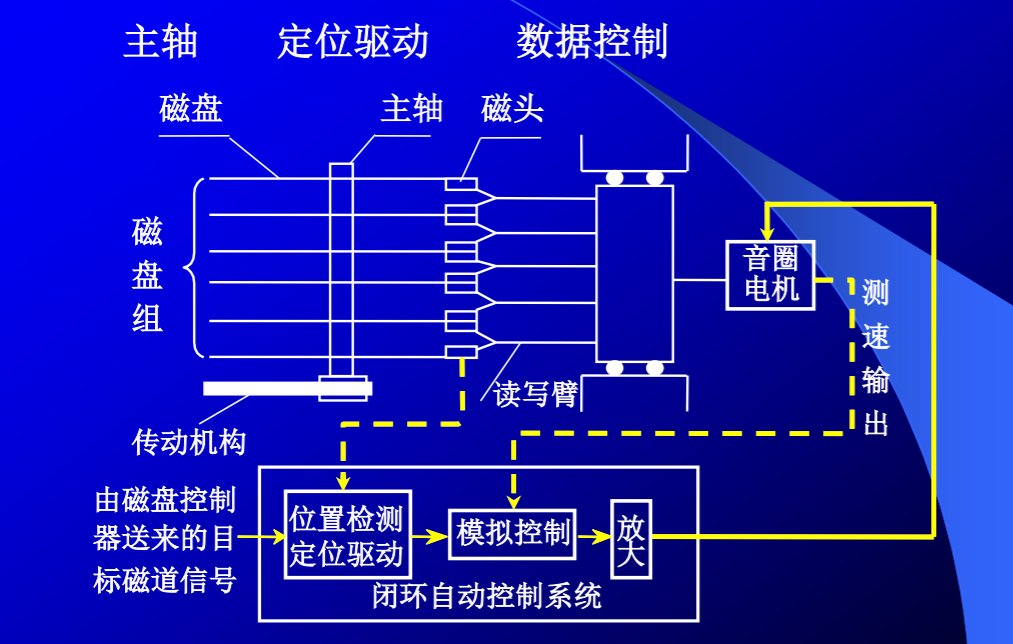 主轴 定位驱动 数据控制
磁盘 主轴 磁头
磁盘组
音圈
电机
测速输出
读写臂
传动机构
由磁盘控制
器送来的目
标磁道信号
位置检测
定位驱动
模拟控制
放大
闭环自动控制系统